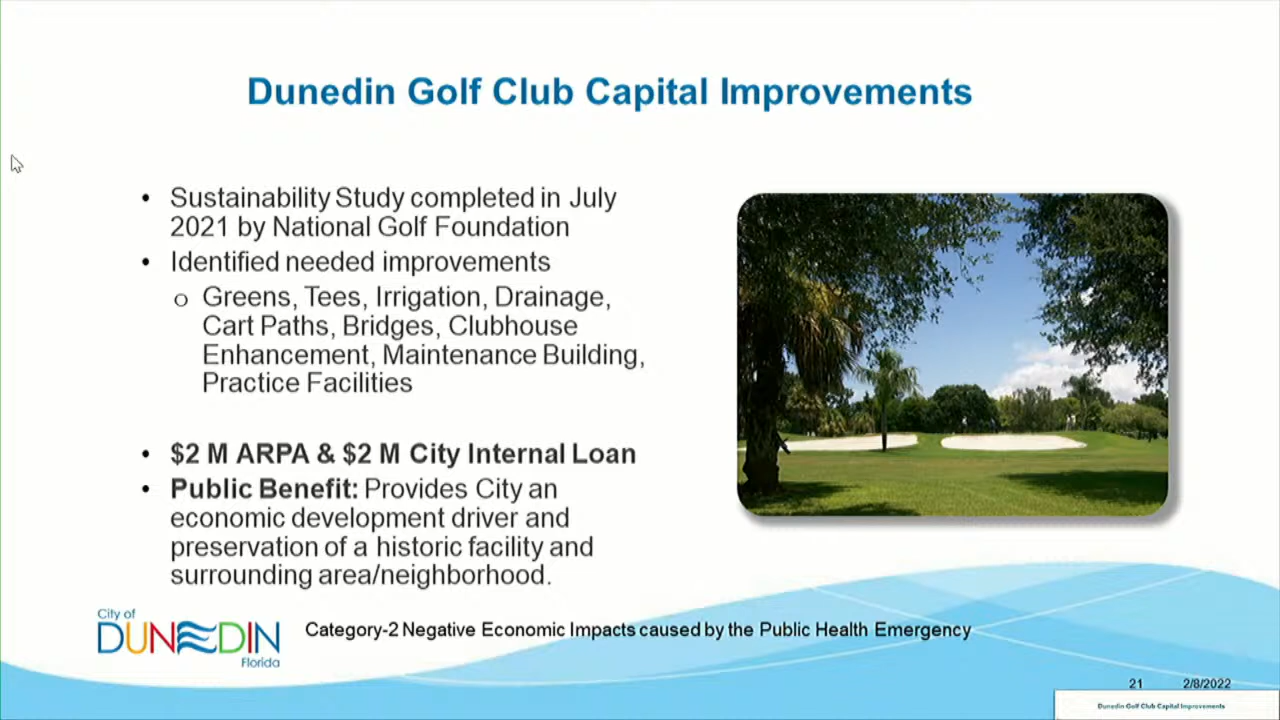 Dunedin Golf Club Capital Improvements
• Sustainability Study completed in July
2021 by National Golf Foundation
• Identified needed improvements
o Greens, Tees, Irrigation, Drainage,
Cart Paths, Bridges, Clubhouse
Enhancement, Maintenance Building,
Practice Facilities
• $2 M ARPA & $2 M City Internal Loan
• Public Benefit: Provides City an
economic development driver and
preservation of a historic facility and
surrounding area/neighborhood.
City of
DUNEDIN
Florida
Category-2 Negative Economic Impacts caused by the Public Health Emergency
21 2/8/2022
Dunedin Golf Club Capital Improvements